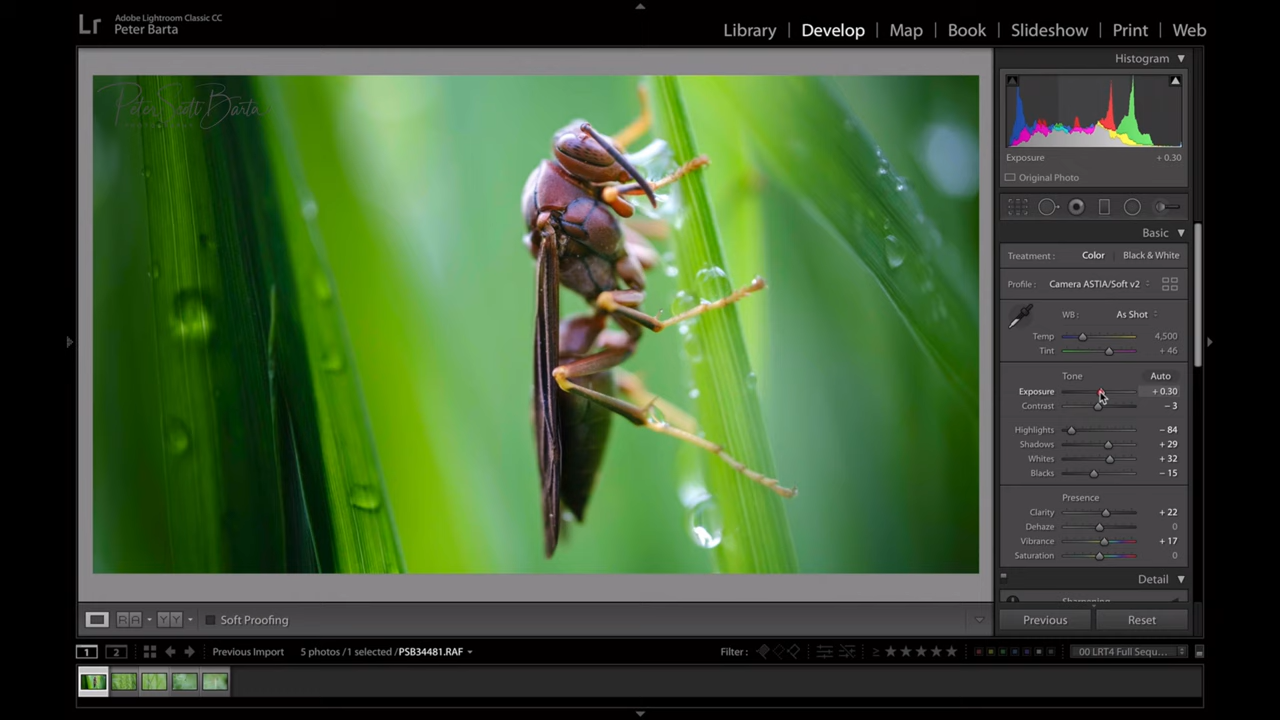 Lr
Adobe Lightroom Classic CC
Peter Barta
Library | Develop | Map | Book | Slideshow | Print | Web
Histogram
Peter Scott Barta
Exposure + 0.30
Original Photo
Basic
Treatment : Color | Black & White
Profile : Camera ASTIA/Soft v2
WB : As Shot
Temp 4,500
Tint + 46
Tone Auto
Exposure + 0.30
Contrast – 3
Highlights – 84
Shadows + 29
Whites + 32
Blacks – 15
Presence
Clarity + 22
Dehaze 0
Vibrance + 17
Saturation 0
Detail
Sharpening
Previous Reset
R A Y Y Soft Proofing
1 2 Previous Import 5 photos / 1 selected / PSB34481.RAF Filter : ≥ ★★★★★ 00 LRT4 Full Sequ...